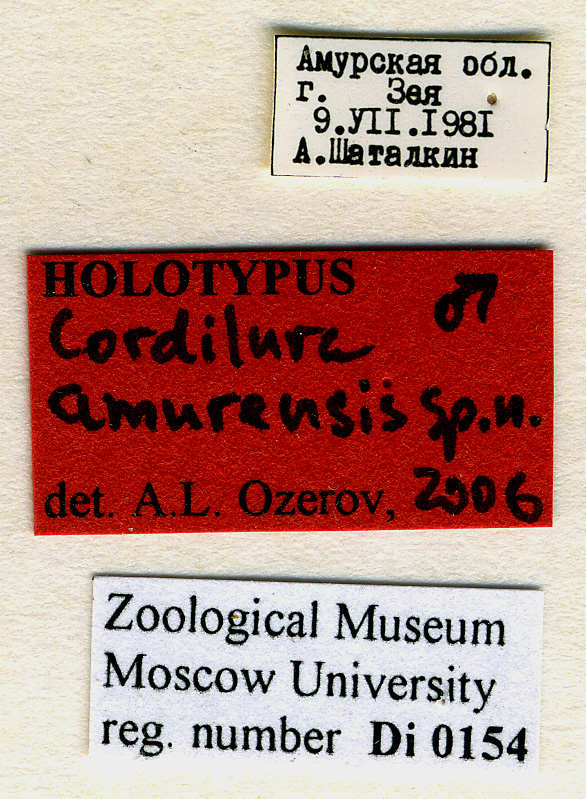 Амурская обл.
г. Зея
9.VII.1981
А.Шаталкин
HOLOTYPUS ♂
Cordilura
amurensis sp.n.
det. A.L. Ozerov, 2006
Zoological Museum
Moscow University
reg. number Di 0154